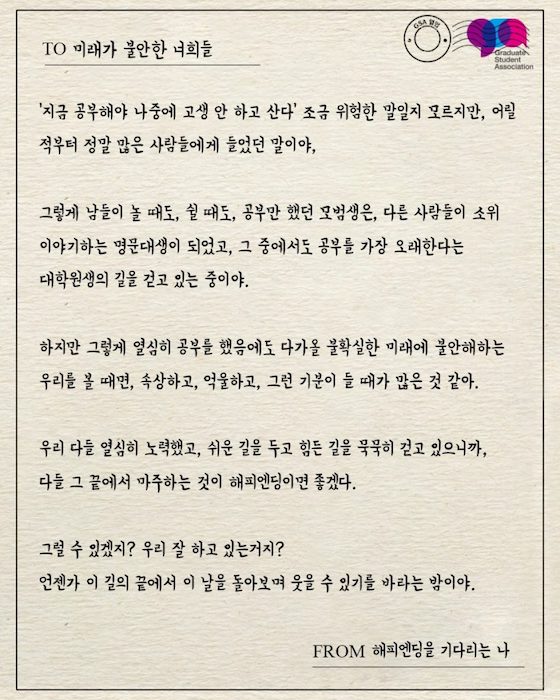 TO 미래가 불안한 너희들
GSA 열린
Graduate
Student
Association
'지금 공부해야 나중에 고생 안 하고 산다' 조금 위험한 말일지 모르지만, 어릴
적부터 정말 많은 사람들에게 들었던 말이야,
그렇게 남들이 놀 때도, 쉴 때도, 공부만 했던 모범생은, 다른 사람들이 소위
이야기하는 명문대생이 되었고, 그 중에서도 공부를 가장 오래한다는
대학원생의 길을 걷고 있는 중이야.
하지만 그렇게 열심히 공부를 했음에도 다가올 불확실한 미래에 불안해하는
우리를 볼 때면, 속상하고, 억울하고, 그런 기분이 들 때가 많은 것 같아.
우리 다들 열심히 노력했고, 쉬운 길을 두고 힘든 길을 묵묵히 걷고 있으니까,
다들 그 끝에서 마주하는 것이 해피엔딩이면 좋겠다.
그럴 수 있겠지? 우리 잘 하고 있는거지?
언젠가 이 길의 끝에서 이 날을 돌아보며 웃을 수 있기를 바라는 밤이야.
FROM 해피엔딩을 기다리는 나